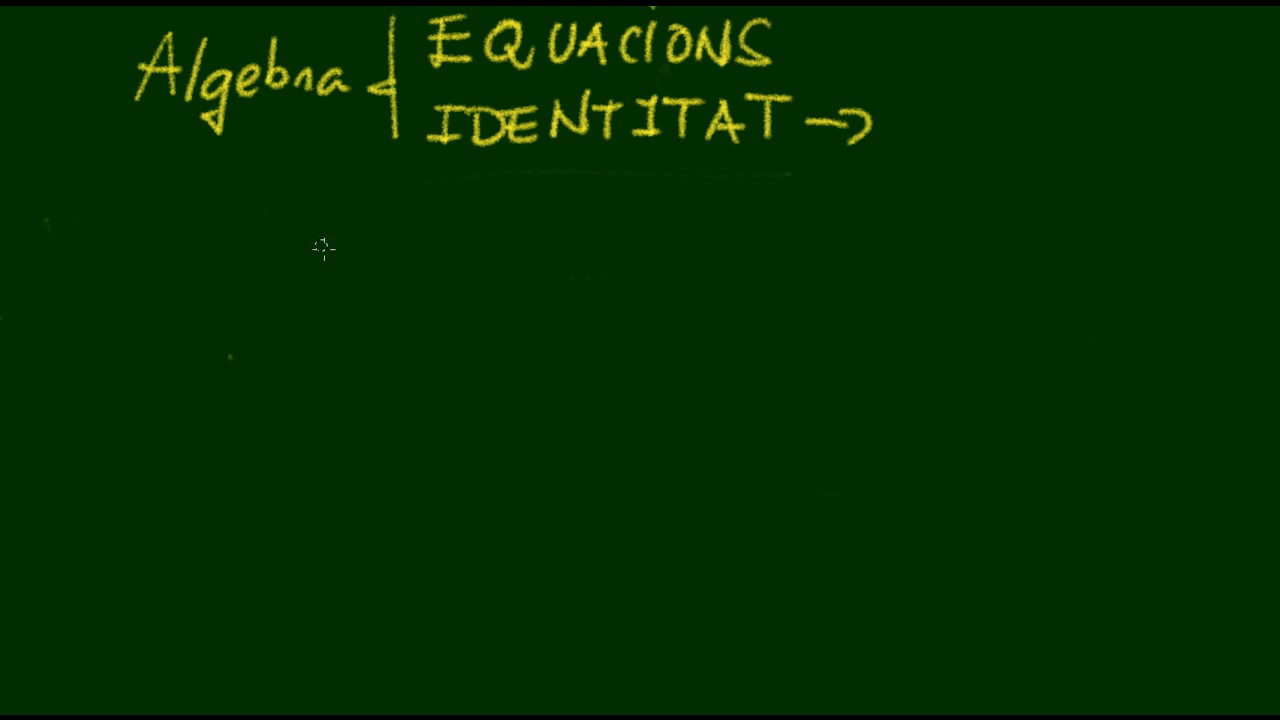 Algebra { EQUACIONS
IDENTITAT →